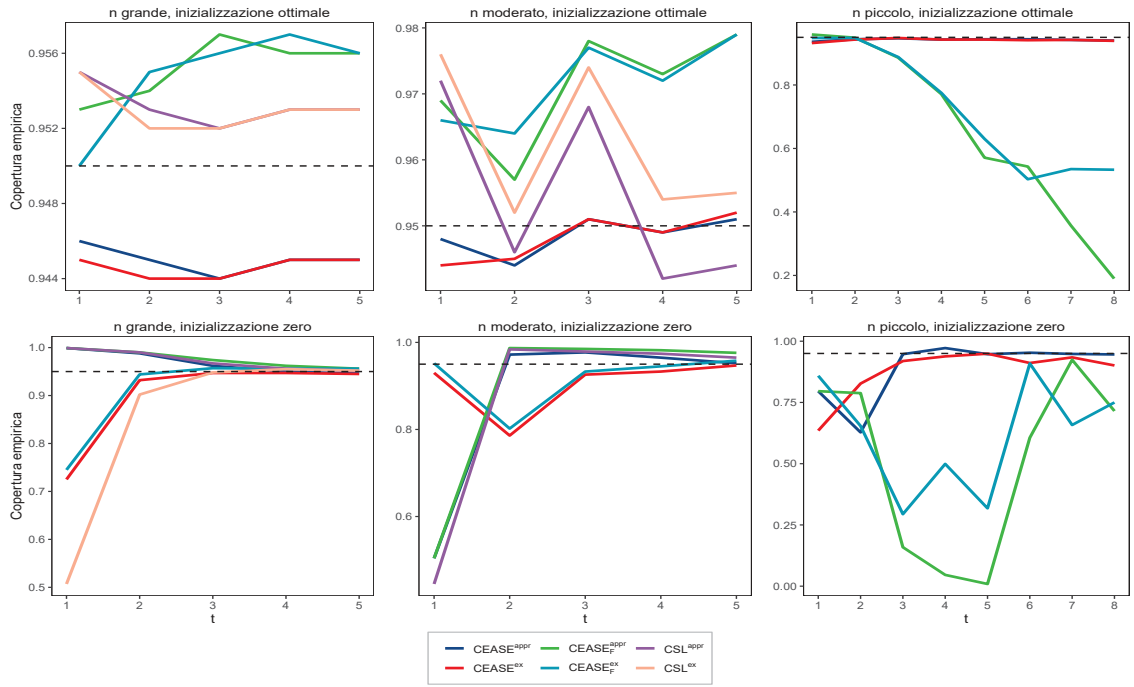 n grande, inizializzazione ottimale
n moderato, inizializzazione ottimale
n piccolo, inizializzazione ottimale
Copertura empirica
0.956
0.952
0.948
0.944
1 2 3 4 5
0.98
0.97
0.96
0.95
1 2 3 4 5
0.8
0.6
0.4
0.2
1 2 3 4 5 6 7 8
n grande, inizializzazione zero
n moderato, inizializzazione zero
n piccolo, inizializzazione zero
Copertura empirica
1.0
0.9
0.8
0.7
0.6
0.5
1 2 3 4 5
t
1.0
0.8
0.6
1 2 3 4 5
t
1.00
0.75
0.50
0.25
0.00
1 2 3 4 5 6 7 8
t
CEASE^appr CEASE_F^appr CSL^appr
CEASE^ex CEASE_F^ex CSL^ex